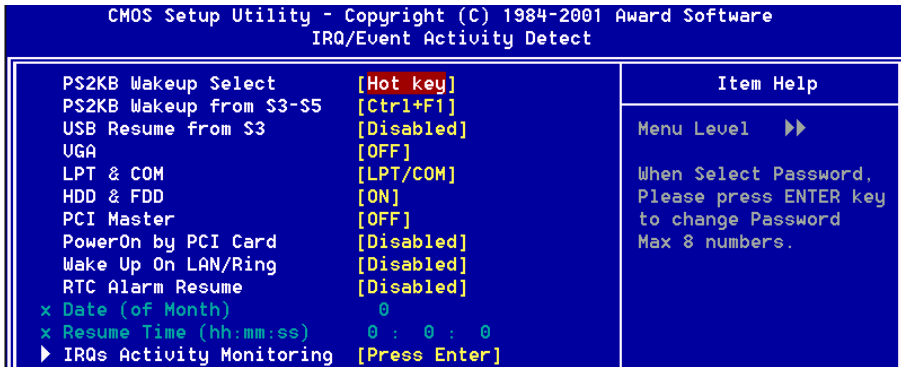 CMOS Setup Utility - Copyright (C) 1984-2001 Award Software
IRQ/Event Activity Detect
PS2KB Wakeup Select [Hot key]
PS2KB Wakeup from S3-S5 [Ctrl+F1]
USB Resume from S3 [Disabled]
VGA [OFF]
LPT & COM [LPT/COM]
HDD & FDD [ON]
PCI Master [OFF]
PowerOn by PCI Card [Disabled]
Wake Up On LAN/Ring [Disabled]
RTC Alarm Resume [Disabled]
x Date (of Month) 0
x Resume Time (hh:mm:ss) 0 : 0 : 0
IRQs Activity Monitoring [Press Enter]
Item Help
Menu Level
When Select Password,
Please press ENTER key
to change Password
Max 8 numbers.